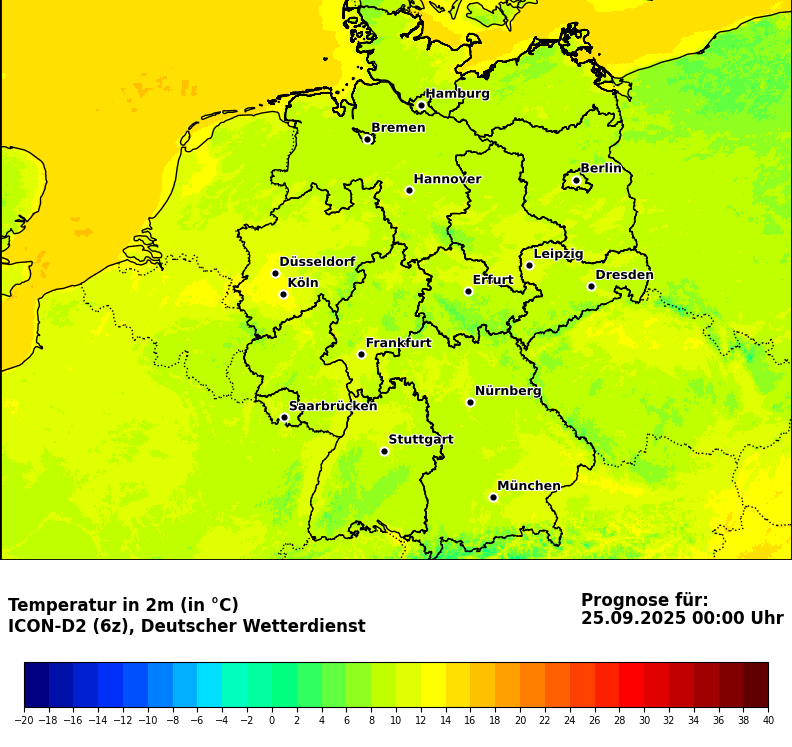 Hamburg
Bremen
Berlin
Hannover
Leipzig
Düsseldorf
Dresden
Köln
Erfurt
Frankfurt
Nürnberg
Saarbrücken
Stuttgart
München
Temperatur in 2m (in °C)
ICON-D2 (6z), Deutscher Wetterdienst
Prognose für:
25.09.2025 00:00 Uhr
−20 −18 −16 −14 −12 −10 −8 −6 −4 −2 0 2 4 6 8 10 12 14 16 18 20 22 24 26 28 30 32 34 36 38 40